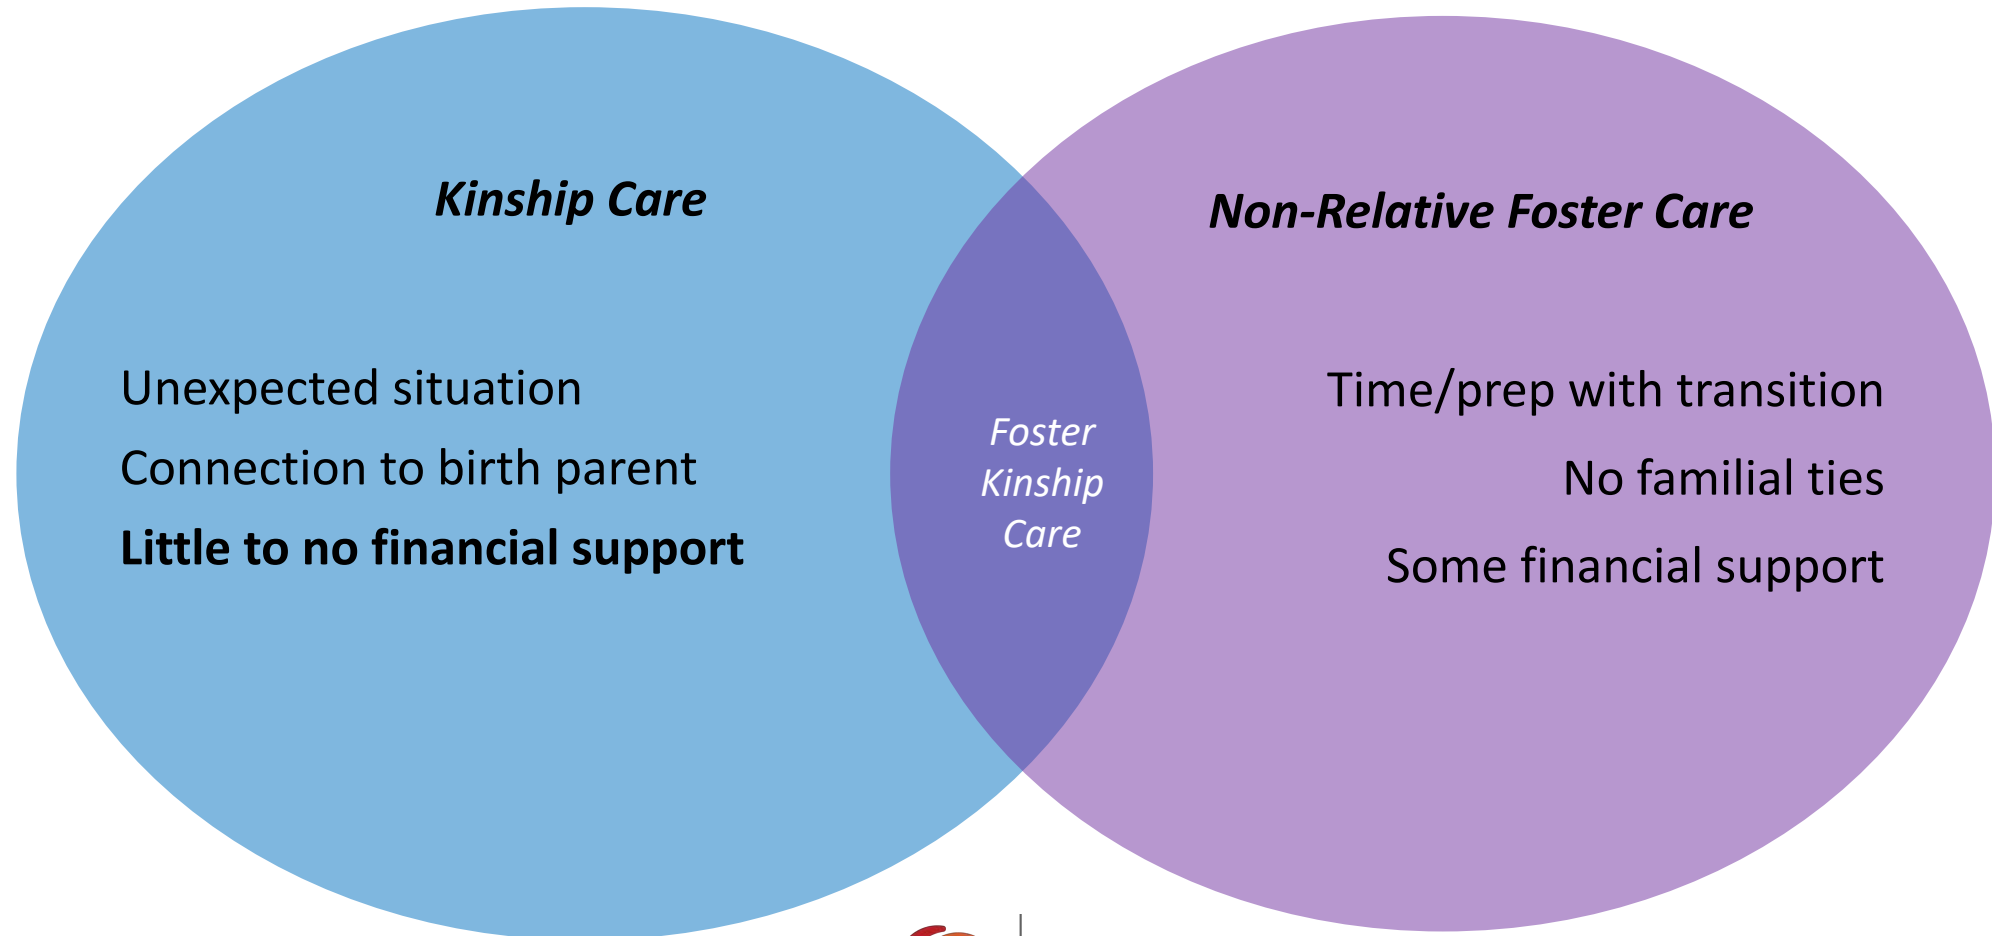 Kinship Care
Unexpected situation
Connection to birth parent
Little to no financial support
Foster
Kinship
Care
Non-Relative Foster Care
Time/prep with transition
No familial ties
Some financial support